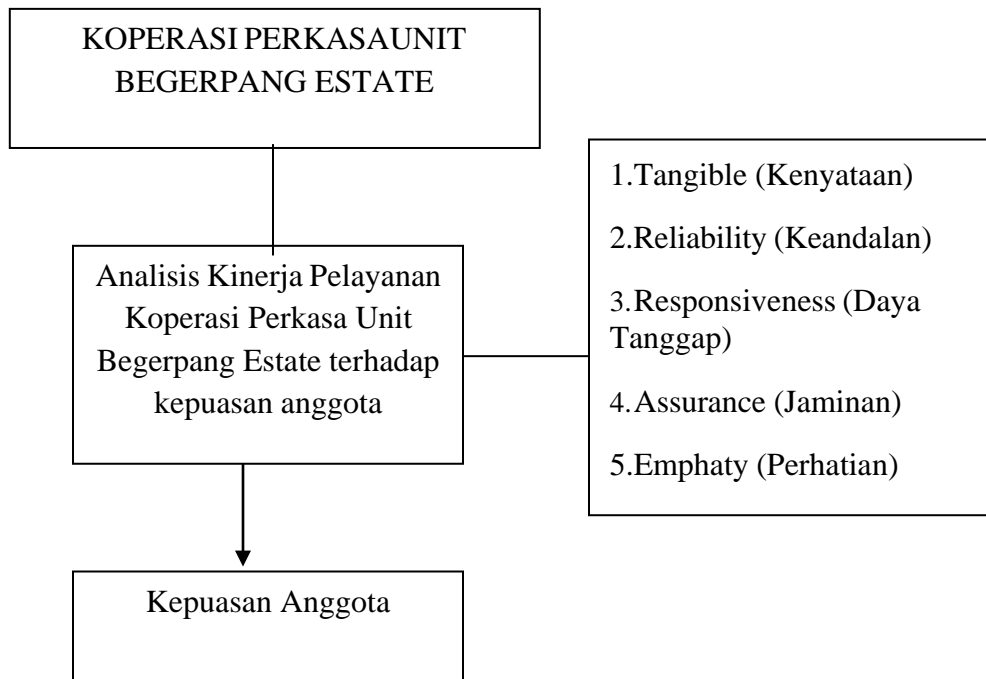 KOPERASI PERKASAUNIT
BEGERPANG ESTATE
1.Tangible (Kenyataan)
2.Reliability (Keandalan)
3.Responsiveness (Daya
Tanggap)
4.Assurance (Jaminan)
5.Emphaty (Perhatian)
Analisis Kinerja Pelayanan
Koperasi Perkasa Unit
Begerpang Estate terhadap
kepuasan anggota
Kepuasan Anggota